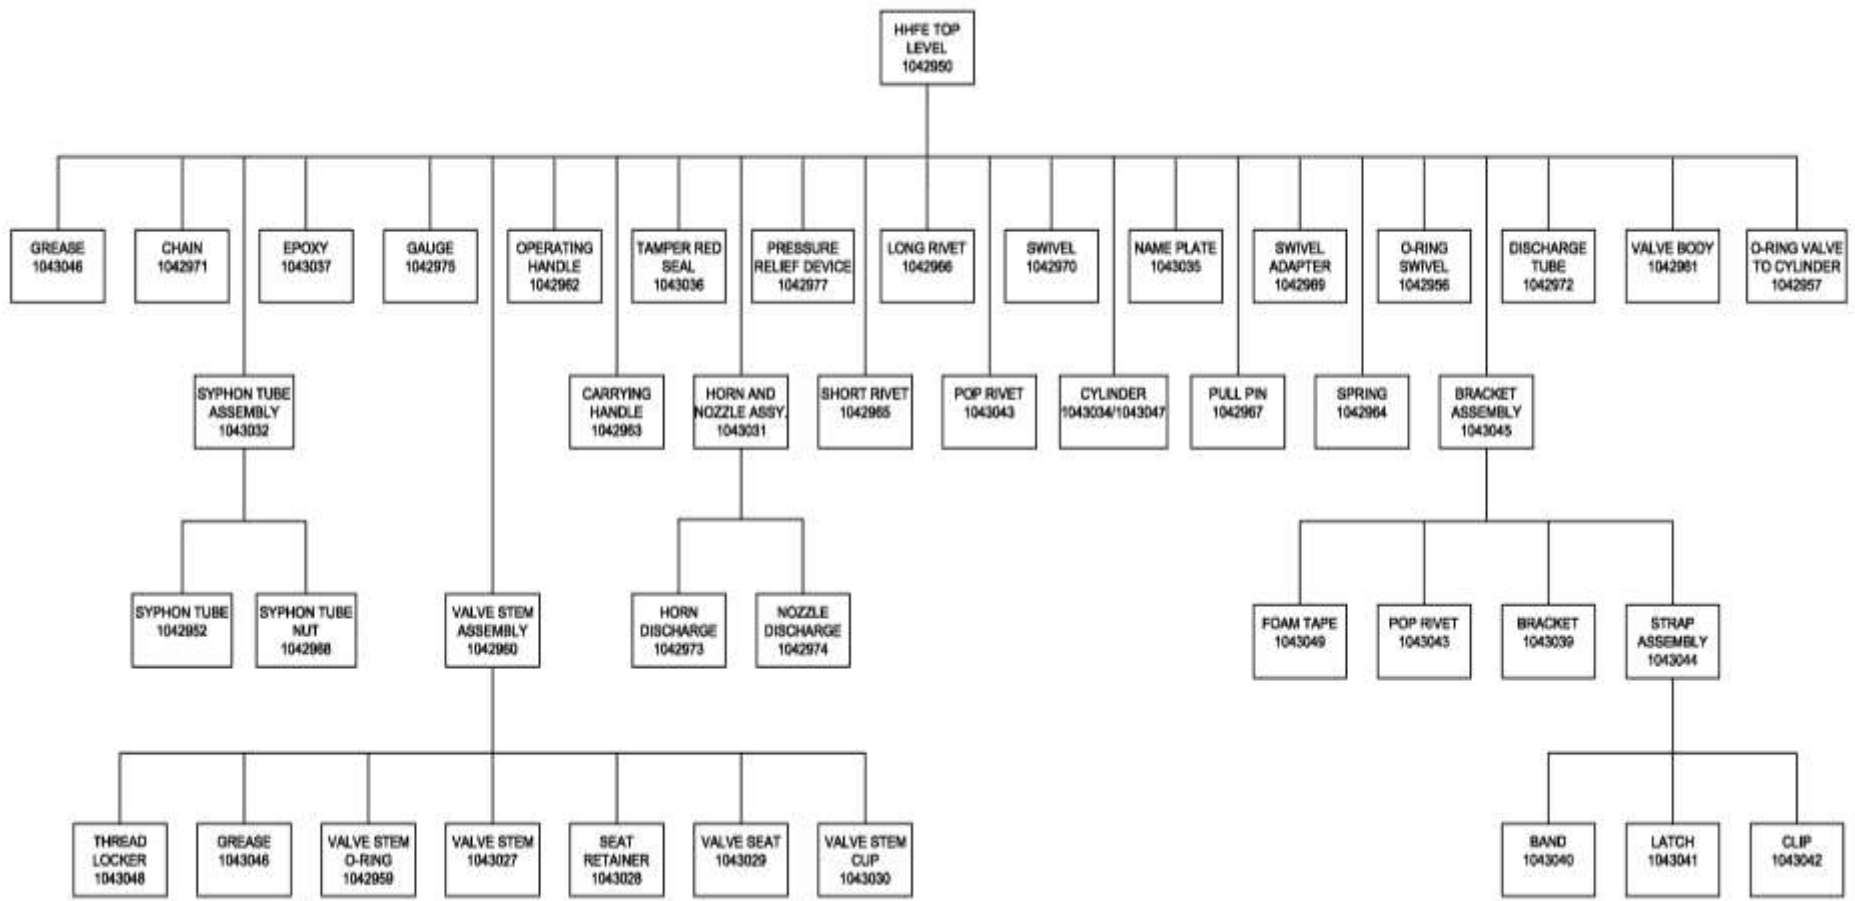 HHFE TOP
LEVEL
1042950
GREASE
1043046
CHAIN
1042971
EPOXY
1043037
GAUGE
1042975
OPERATING
HANDLE
1042962
TAMPER RED
SEAL
1043036
PRESSURE
RELIEF DEVICE
1042977
LONG RIVET
1042966
SWIVEL
1042970
NAME PLATE
1043035
SWIVEL
ADAPTER
1042969
O-RING
SWIVEL
1042956
DISCHARGE
TUBE
1042972
VALVE BODY
1042961
O-RING VALVE
TO CYLINDER
1042957
SYPHON TUBE
ASSEMBLY
1043032
CARRYING
HANDLE
1042963
HORN AND
NOZZLE ASSY.
1043031
SHORT RIVET
1042965
POP RIVET
1043043
CYLINDER
1043034/1043047
PULL PIN
1042967
SPRING
1042964
BRACKET
ASSEMBLY
1043045
SYPHON TUBE
1042952
SYPHON TUBE
NUT
1042968
VALVE STEM
ASSEMBLY
1042960
HORN
DISCHARGE
1042973
NOZZLE
DISCHARGE
1042974
FOAM TAPE
1043049
POP RIVET
1043043
BRACKET
1043039
STRAP
ASSEMBLY
1043044
THREAD
LOCKER
1043048
GREASE
1043046
VALVE STEM
O-RING
1042959
VALVE STEM
1043027
SEAT
RETAINER
1043028
VALVE SEAT
1043029
VALVE STEM
CUP
1043030
BAND
1043040
LATCH
1043041
CLIP
1043042